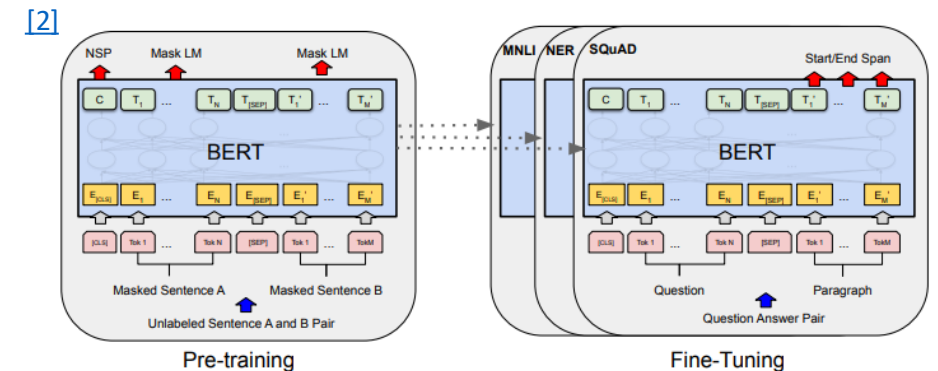 [2]
NSP Mask LM Mask LM
C T1 ... TN T[SEP] T1' ... TM'
BERT
E[CLS] E1 ... EN E[SEP] E1' ... EM'
[CLS] Tok 1 ... Tok N [SEP] Tok 1 ... TokM
Masked Sentence A Masked Sentence B
Unlabeled Sentence A and B Pair
Pre-training
MNLI NER SQuAD
Start/End Span
C T1 ... TN T[SEP] T1' ... TM'
BERT
E[CLS] E1 ... EN E[SEP] E1' ... EM'
[CLS] Tok 1 ... Tok N [SEP] Tok 1 ... TokM
Question Paragraph
Question Answer Pair
Fine-Tuning